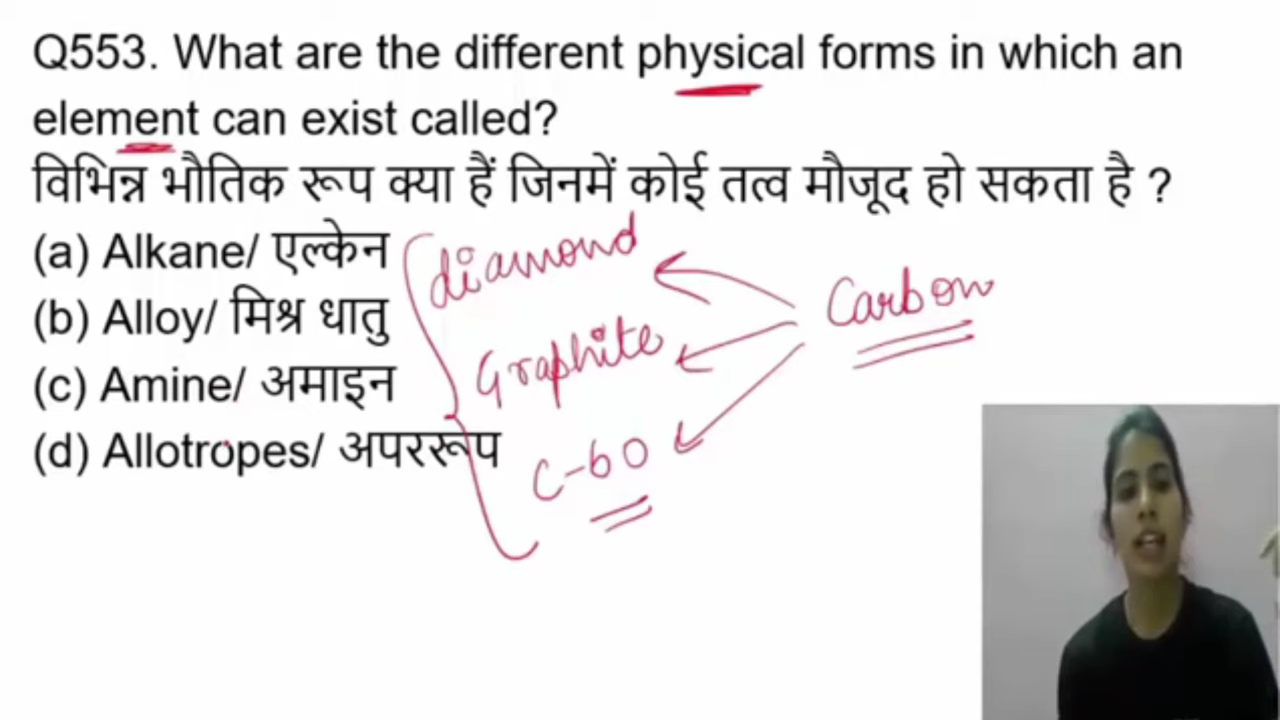 Q553. What are the different physical forms in which an
element can exist called?
विभिन्न भौतिक रूप क्या हैं जिनमें कोई तत्व मौजूद हो सकता है ?
(a) Alkane/ एल्केन
(b) Alloy/ मिश्र धातु
(c) Amine/ अमाइन
(d) Allotropes/ अपररूप
diamond
Carbon
Graphite
C-60